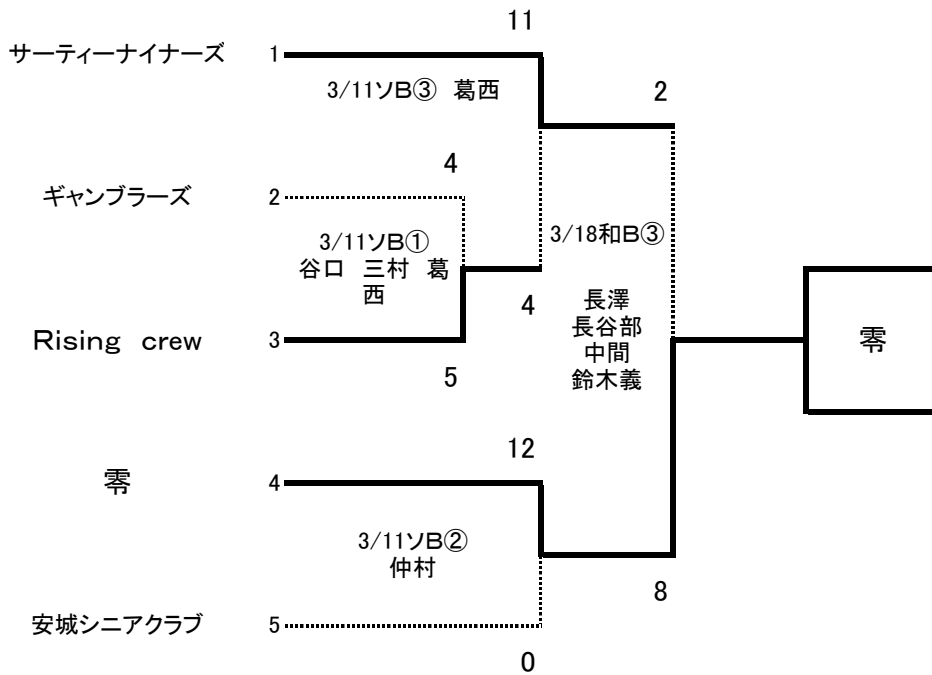 11
サーティーナイナーズ 1
3/11ソB③ 葛西
2
4
ギャンブラーズ 2
3/11ソB①
谷口 三村 葛
西
3/18和B③
4
長澤
長谷部
中間
鈴木義
Rising crew 3
零
5
12
零 4
3/11ソB②
仲村
8
安城シニアクラブ 5
0